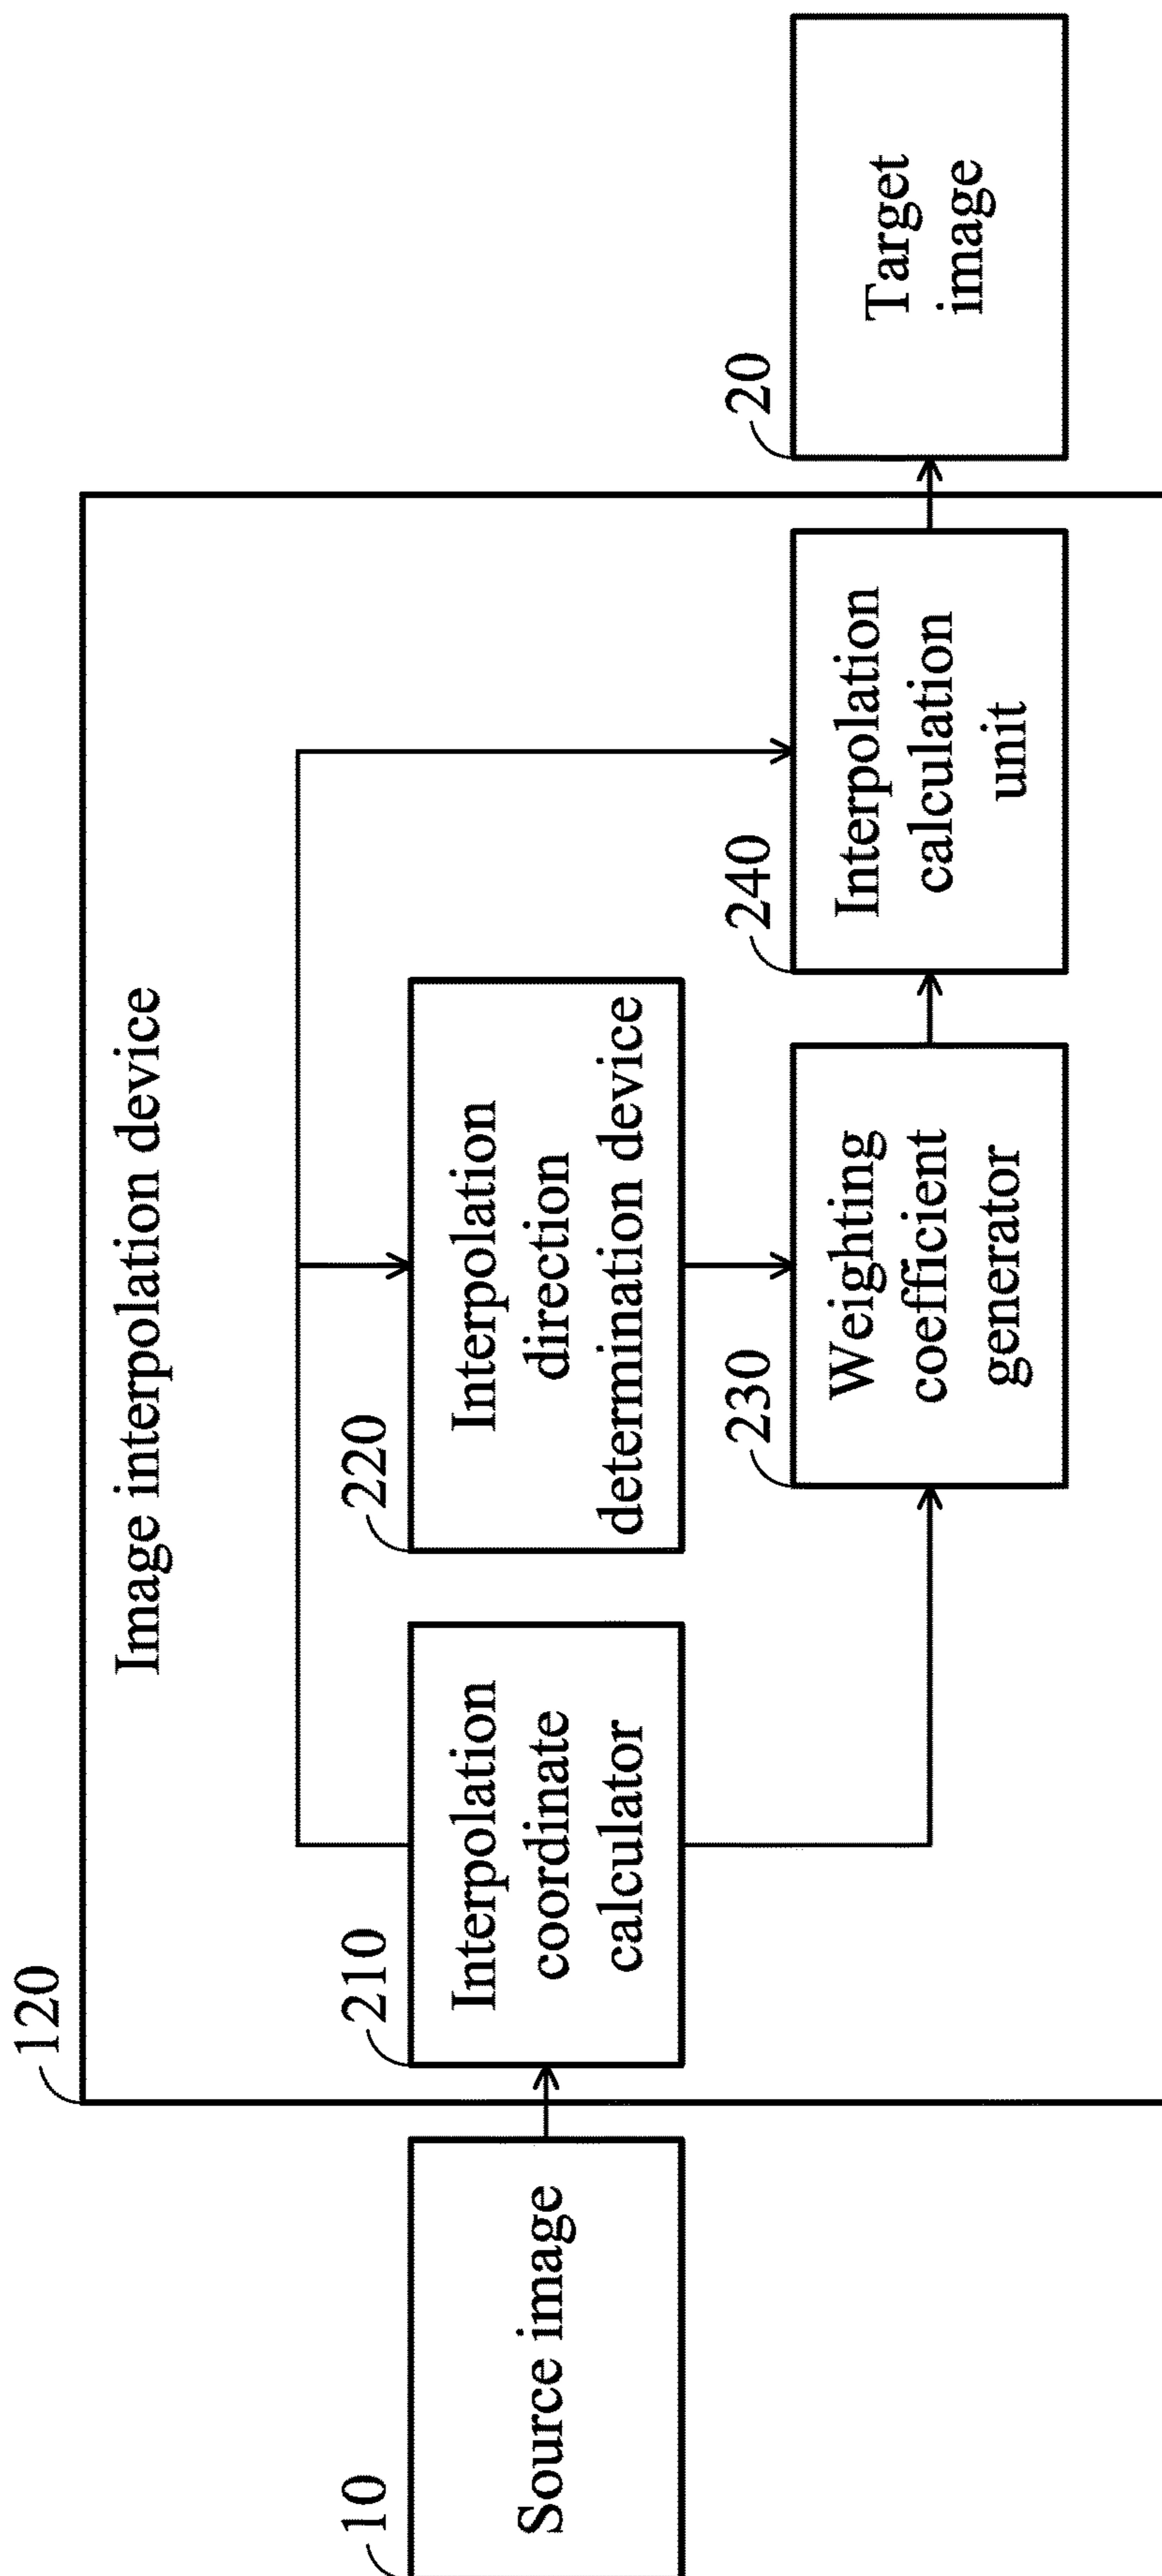 120
Image interpolation device
10
Source image
210
Interpolation
coordinate
calculator
220
Interpolation
direction
determination device
230
Weighting
coefficient
generator
240
Interpolation
calculation
unit
20
Target
image